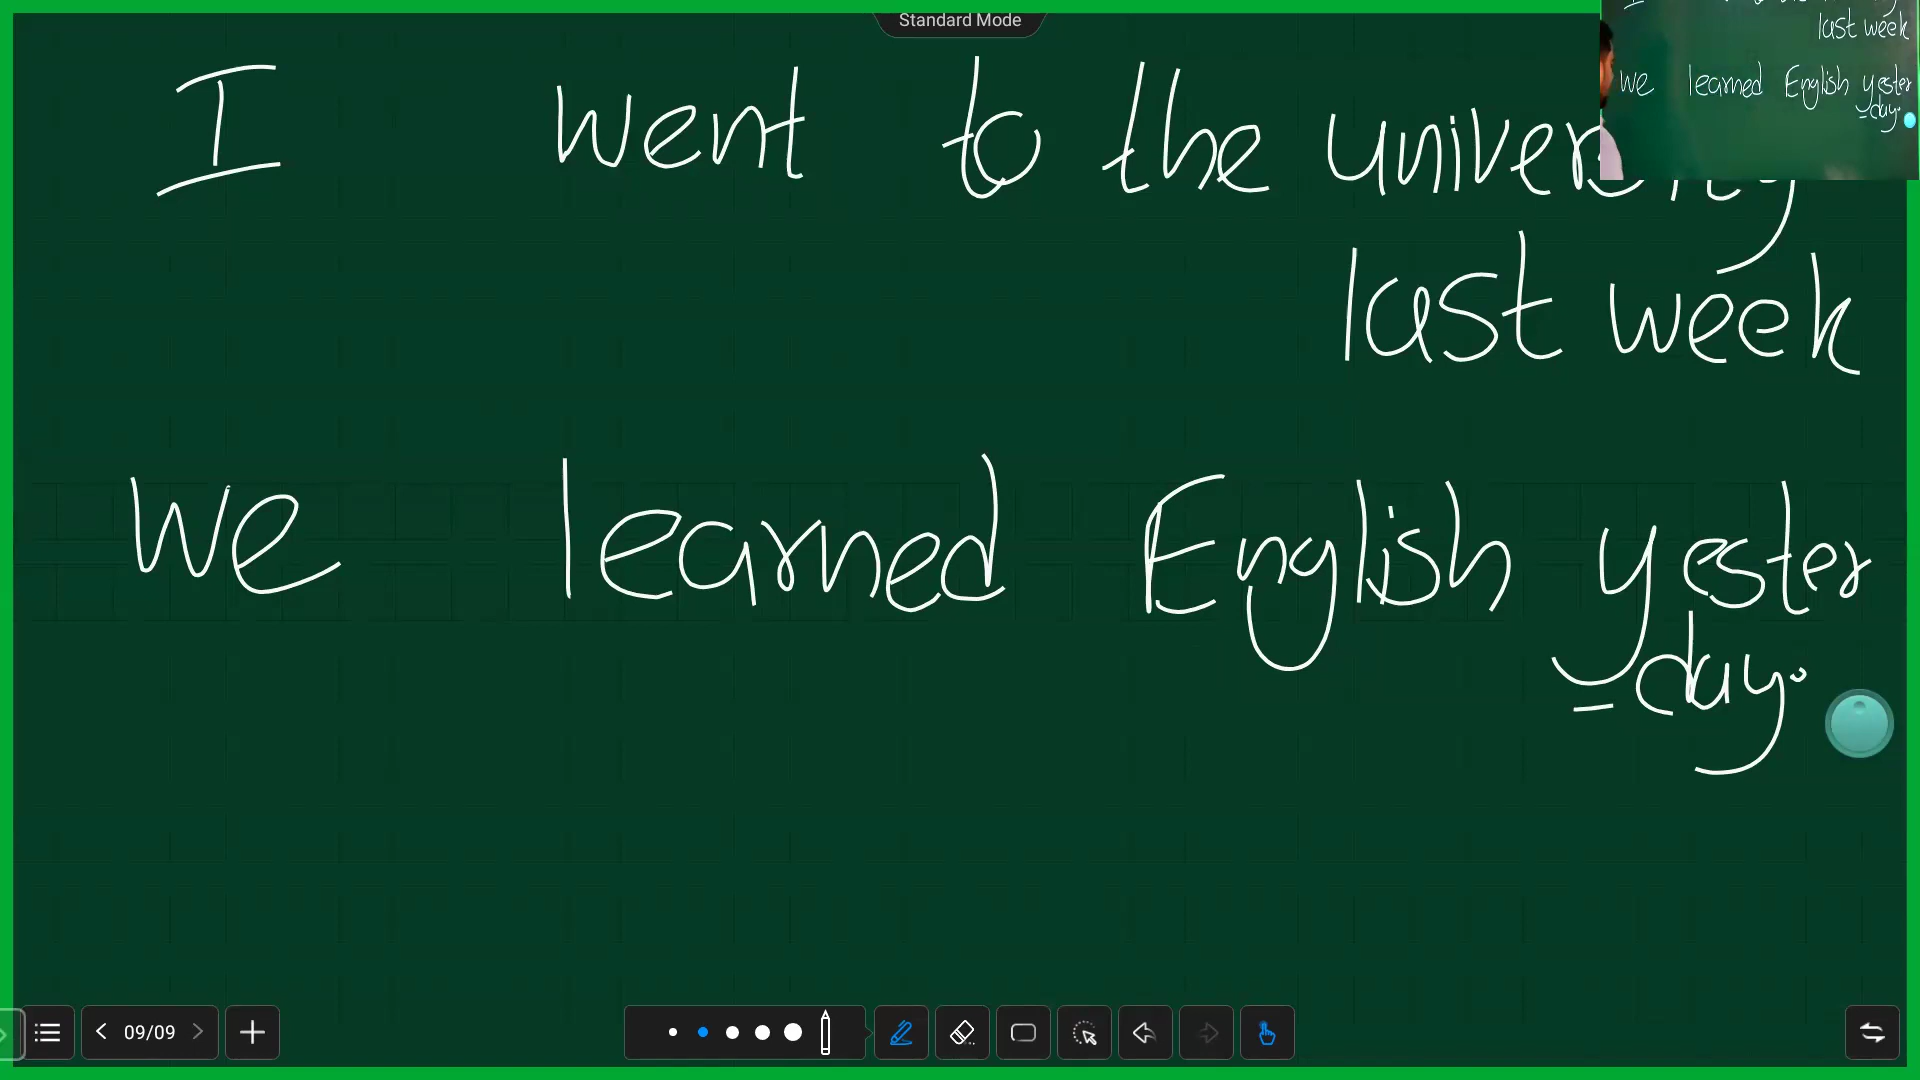 Standard Mode
I went to the university
last week
we learned English yester
-day.
last week
we learned English yester
-day.
09/09